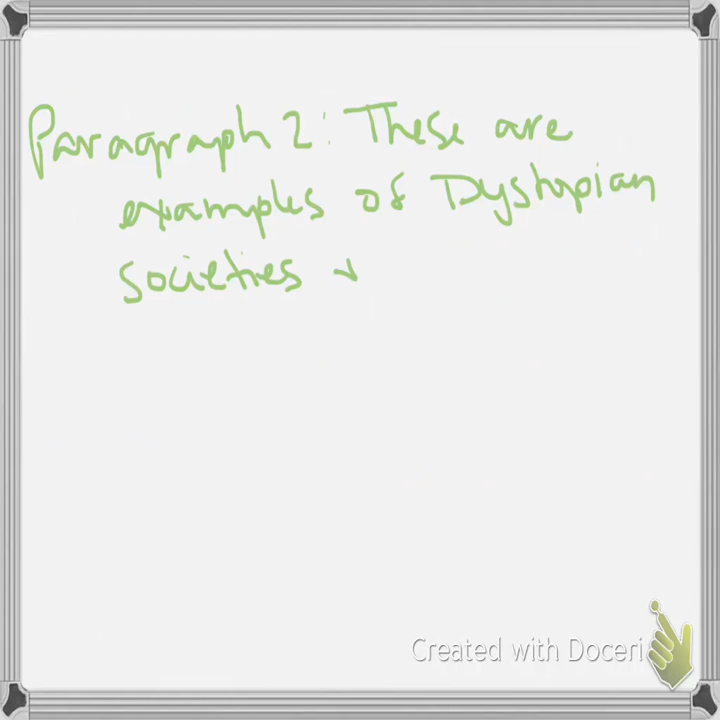 Paragraph 2: These are
examples of Dystopian
societies
Created with Doceri